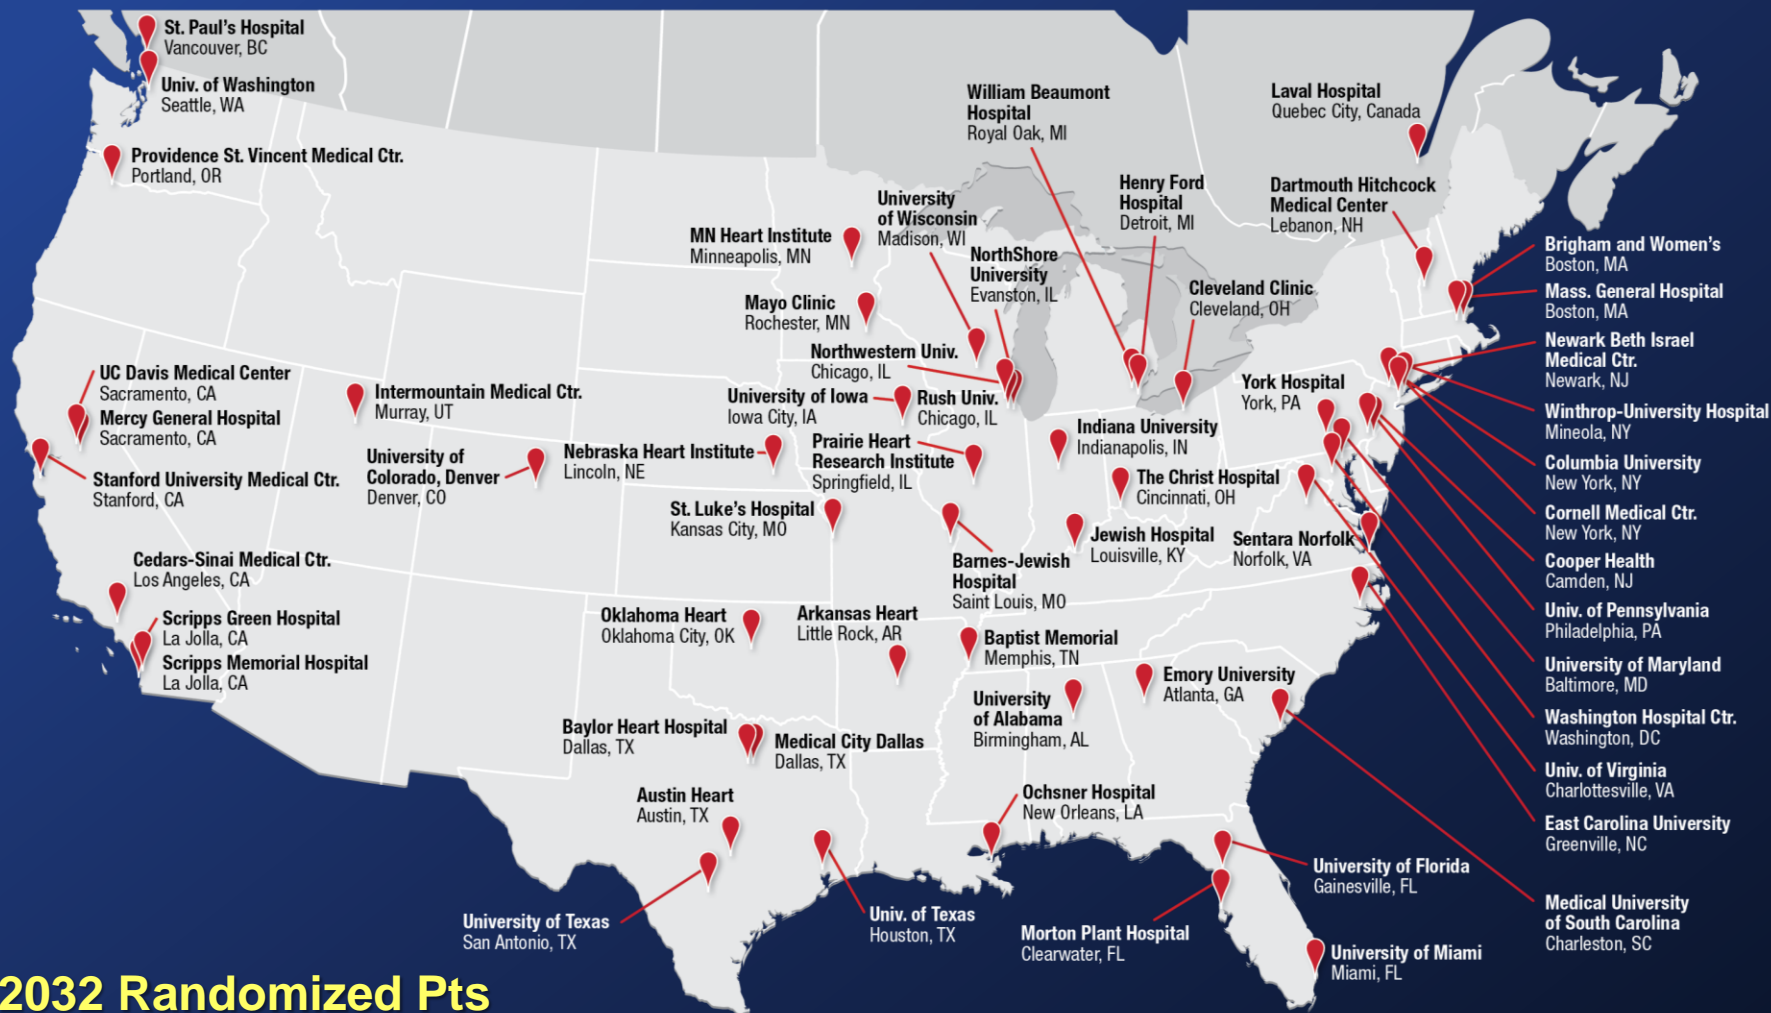 St. Paul's Hospital
Vancouver, BC
Univ. of Washington
Seattle, WA
Providence St. Vincent Medical Ctr.
Portland, OR
UC Davis Medical Center
Sacramento, CA
Mercy General Hospital
Sacramento, CA
Stanford University Medical Ctr.
Stanford, CA
Cedars-Sinai Medical Ctr.
Los Angeles, CA
Scripps Green Hospital
La Jolla, CA
Scripps Memorial Hospital
La Jolla, CA
Intermountain Medical Ctr.
Murray, UT
University of
Colorado, Denver
Denver, CO
Nebraska Heart Institute
Lincoln, NE
St. Luke's Hospital
Kansas City, MO
Oklahoma Heart
Oklahoma City, OK
Arkansas Heart
Little Rock, AR
Baylor Heart Hospital
Dallas, TX
Medical City Dallas
Dallas, TX
Austin Heart
Austin, TX
University of Texas
San Antonio, TX
Univ. of Texas
Houston, TX
MN Heart Institute
Minneapolis, MN
Mayo Clinic
Rochester, MN
University
of Wisconsin
Madison, WI
NorthShore
University
Evanston, IL
Northwestern Univ.
Chicago, IL
University of Iowa
Iowa City, IA
Rush Univ.
Chicago, IL
Prairie Heart
Research Institute
Springfield, IL
Barnes-Jewish
Hospital
Saint Louis, MO
William Beaumont
Hospital
Royal Oak, MI
Henry Ford
Hospital
Detroit, MI
Cleveland Clinic
Cleveland, OH
Indiana University
Indianapolis, IN
The Christ Hospital
Cincinnati, OH
Jewish Hospital
Louisville, KY
Baptist Memorial
Memphis, TN
University
of Alabama
Birmingham, AL
Emory University
Atlanta, GA
Ochsner Hospital
New Orleans, LA
Morton Plant Hospital
Clearwater, FL
University of Florida
Gainesville, FL
University of Miami
Miami, FL
Laval Hospital
Quebec City, Canada
Dartmouth Hitchcock
Medical Center
Lebanon, NH
York Hospital
York, PA
Sentara Norfolk
Norfolk, VA
Brigham and Women's
Boston, MA
Mass. General Hospital
Boston, MA
Newark Beth Israel
Medical Ctr.
Newark, NJ
Winthrop-University Hospital
Mineola, NY
Columbia University
New York, NY
Cornell Medical Ctr.
New York, NY
Cooper Health
Camden, NJ
Univ. of Pennsylvania
Philadelphia, PA
University of Maryland
Baltimore, MD
Washington Hospital Ctr.
Washington, DC
Univ. of Virginia
Charlottesville, VA
East Carolina University
Greenville, NC
Medical University
of South Carolina
Charleston, SC
2032 Randomized Pts